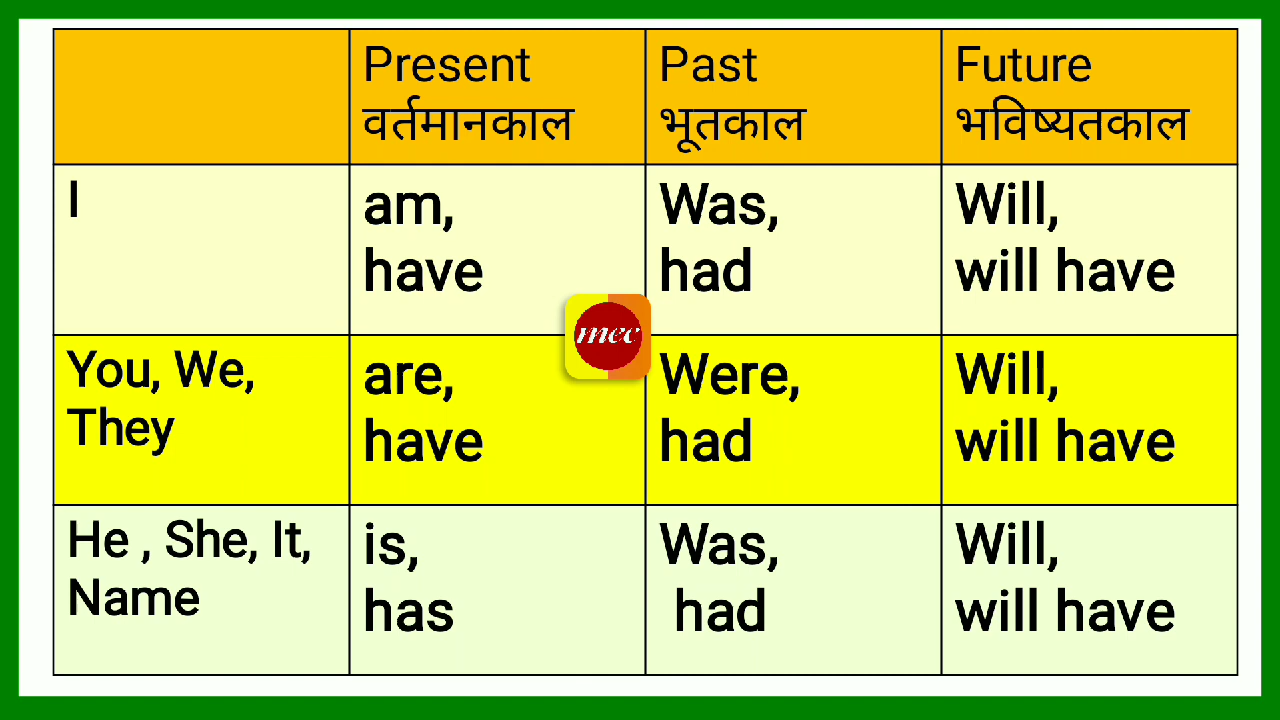 Present
वर्तमानकाल
Past
भूतकाल
Future
भविष्यतकाल
I
am,
have
Was,
had
Will,
will have
You, We,
They
are,
have
Were,
had
Will,
will have
He , She, It,
Name
is,
has
Was,
had
Will,
will have
mec